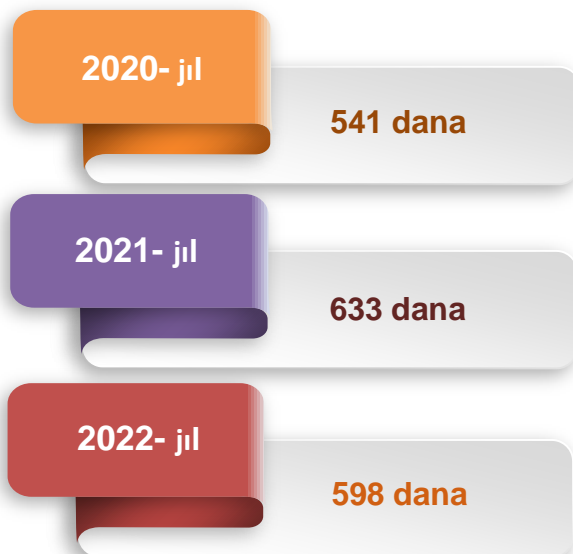 2020- jıl
541 dana
2021- jıl
633 dana
2022- jıl
598 dana